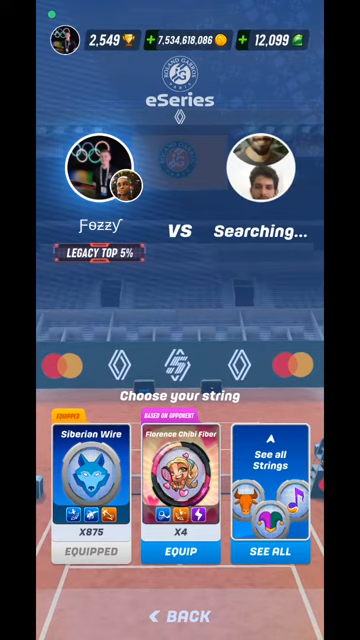 2,549
+ 7,534,618,086
+ 12,099
ROLAND GARROS
PARIS
eSeries
Ƒѳƶƶƴ
VS
Searching...
LEGACY TOP 5%
Choose your string
EQUIPPED
BASED ON OPPONENT
Siberian Wire
Florence Chibi Fiber
See all
Strings
X875
X4
EQUIPPED
EQUIP
SEE ALL
BACK